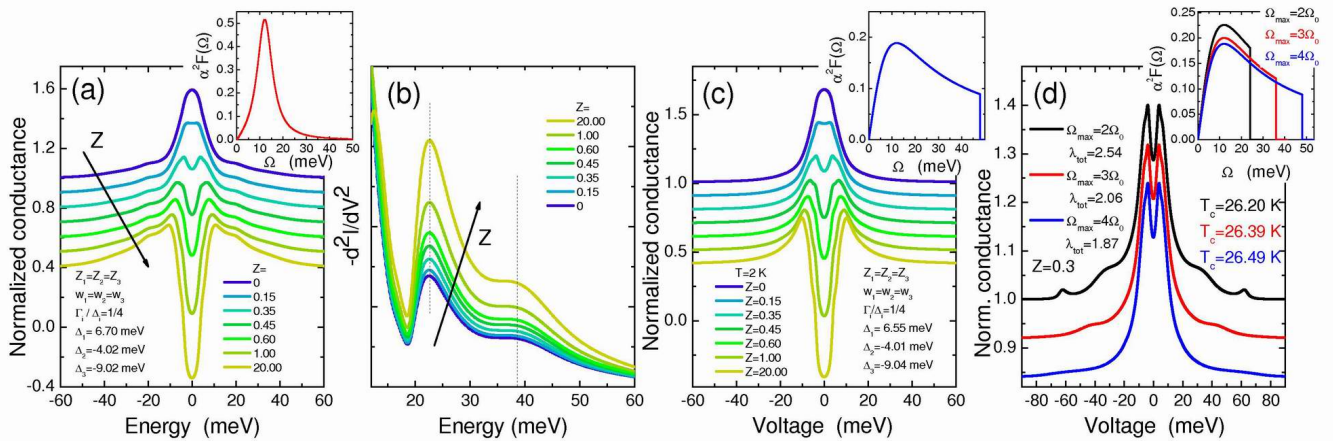 (a)
Normalized conductance
1.6
1.2
0.8
0.4
0.0
-0.4
-60 -40 -20 0 20 40 60
Energy (meV)
Z
Z₁=Z₂=Z₃
w₁=w₂=w₃
Γᵢ/Δᵢ=1/4
Δ₁= 6.70 meV
Δ₂=-4.02 meV
Δ₃=-9.02 meV
Z=
0
0.15
0.35
0.45
0.60
1.00
20.00
α²F(Ω)
0.5
0.4
0.3
0.2
0.1
0.0
0 10 20 30 40 50
Ω (meV)
(b)
-d²I/dV²
20 30 40 50 60
Energy (meV)
Z
Z=
20.00
1.00
0.60
0.45
0.35
0.15
0
(c)
Normalized conductance
1.5
1.0
0.5
0.0
-60 -40 -20 0 20 40 60
Voltage (meV)
T=2 K
Z=0
Z=0.15
Z=0.35
Z=0.45
Z=0.60
Z=1.00
Z=20.00
Z₁=Z₂=Z₃
w₁=w₂=w₃
Γᵢ/Δᵢ=1/4
Δ₁ 6.55 meV
Δ₂=-4.01 meV
Δ₃=-9.04 meV
α²F(Ω)
0.2
0.1
0.0
0 10 20 30 40 50
Ω (meV)
(d)
Norm. conductance
1.4
1.3
1.2
1.1
1.0
0.9
-80 -60 -40 -20 0 20 40 60 80
Voltage (meV)
Ωmax=2Ω₀
λtot=2.54
Ωmax=3Ω₀
λtot=2.06
Ωmax=4Ω₀
λtot=1.87
Z=0.3
Tc=26.20 K
Tc=26.39 K
Tc=26.49 K
α²F(Ω)
0.20
0.15
0.10
0.05
0.00
0 10 20 30 40 50
Ω (meV)
Ωmax=2Ω₀
Ωmax=3Ω₀
Ωmax=4Ω₀